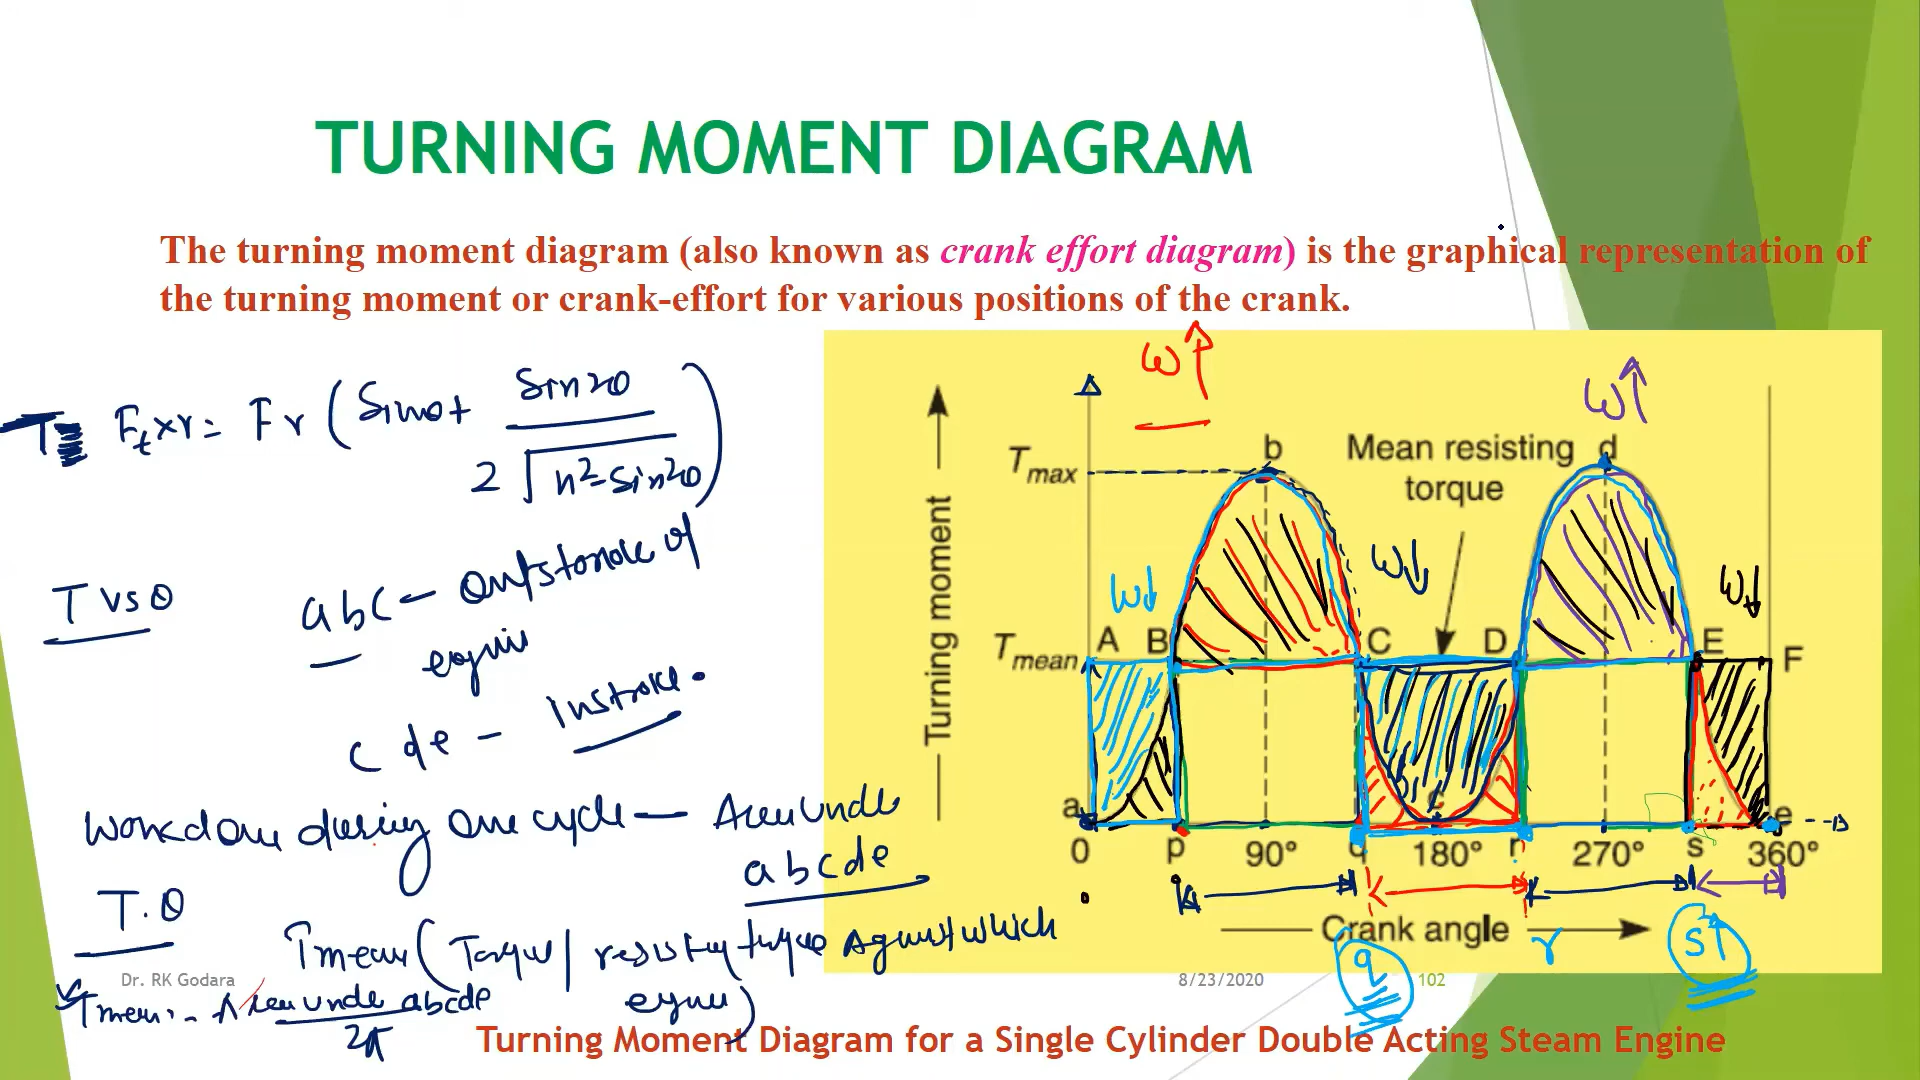 TURNING MOMENT DIAGRAM
The turning moment diagram (also known as crank effort diagram) is the graphical representation of
the turning moment or crank-effort for various positions of the crank.
T Ft×r = Fr (Sinθ + Sin2θ
2 √n²-Sin²θ)
T vs θ
abc - outstroke of
engine
cde - instroke.
Workdone during one cycle — Area under
abcde
T.θ
Tmean (Torque / resisting torque against which
Dr. RK Godara
Tmean = Area under abcde
2π
ω↑
ω↑
b
Mean resisting
torque
d
Tmax
ω↓
ω↓
ω↓
Turning moment
Tmean
A B C D E F
a c e
0 p 90° q 180° r 270° s 360°
Crank angle
q r s↑
8/23/2020 102
Turning Moment Diagram for a Single Cylinder Double Acting Steam Engine